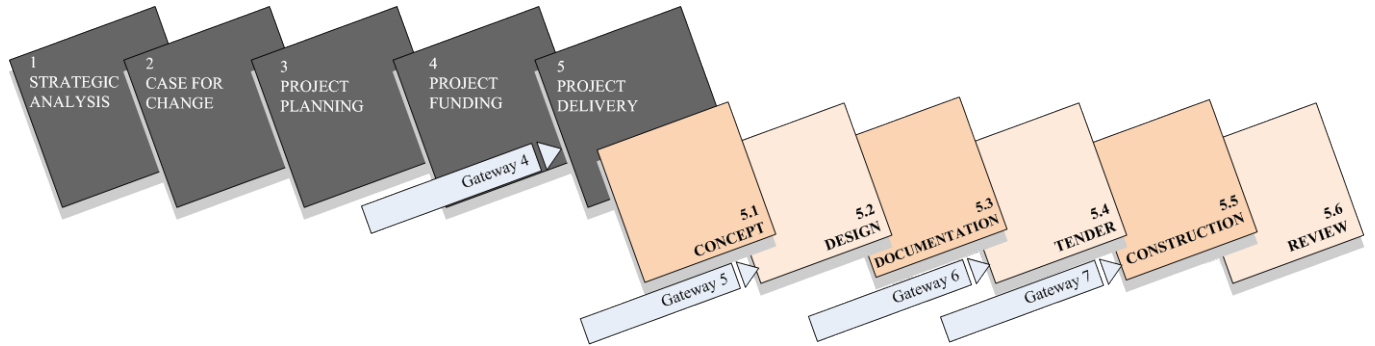 1
STRATEGIC
ANALYSIS
2
CASE FOR
CHANGE
3
PROJECT
PLANNING
4
PROJECT
FUNDING
5
PROJECT
DELIVERY
Gateway 4
5.1
CONCEPT
5.2
DESIGN
5.3
DOCUMENTATION
5.4
TENDER
5.5
CONSTRUCTION
5.6
REVIEW
Gateway 5
Gateway 6
Gateway 7